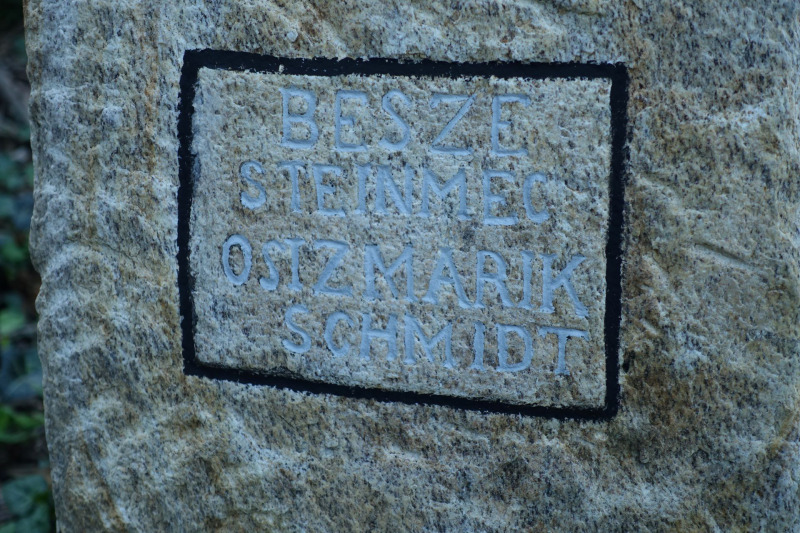 BESZE
STEINMEC
OSTZMARIK
SCHMIDT